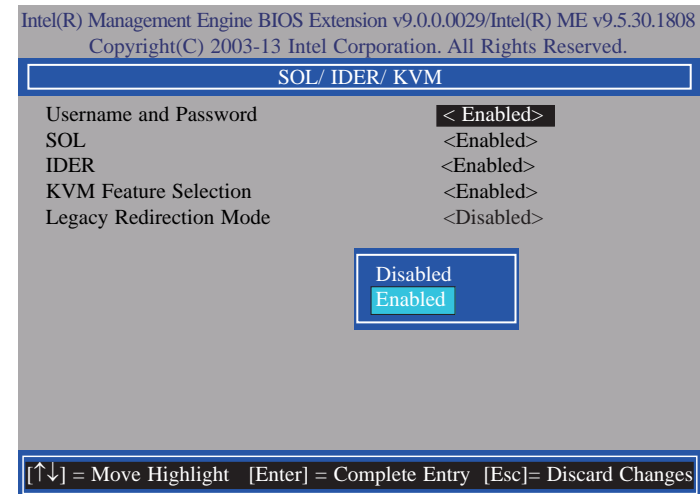 Intel(R) Management Engine BIOS Extension v9.0.0.0029/Intel(R) ME v9.5.30.1808
Copyright(C) 2003-13 Intel Corporation. All Rights Reserved.
SOL/ IDER/ KVM
Username and Password < Enabled>
SOL <Enabled>
IDER <Enabled>
KVM Feature Selection <Enabled>
Legacy Redirection Mode <Disabled>
Disabled
Enabled
[↑↓] = Move Highlight [Enter] = Complete Entry [Esc]= Discard Changes